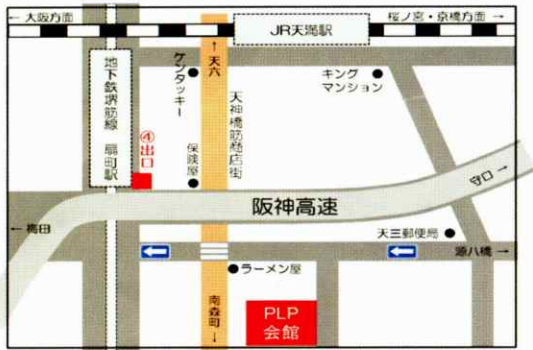 ← 大阪方面
JR天満駅
桜ノ宮・京橋方面 →
地下鉄堺筋線 扇町駅
④出口
ケンタッキー
保険屋
↑天六
天神橋筋商店街
キング
マンション
阪神高速
守口→
← 梅田
天三郵便局
源八橋→
ラーメン屋
南森町↓
PLP
会館